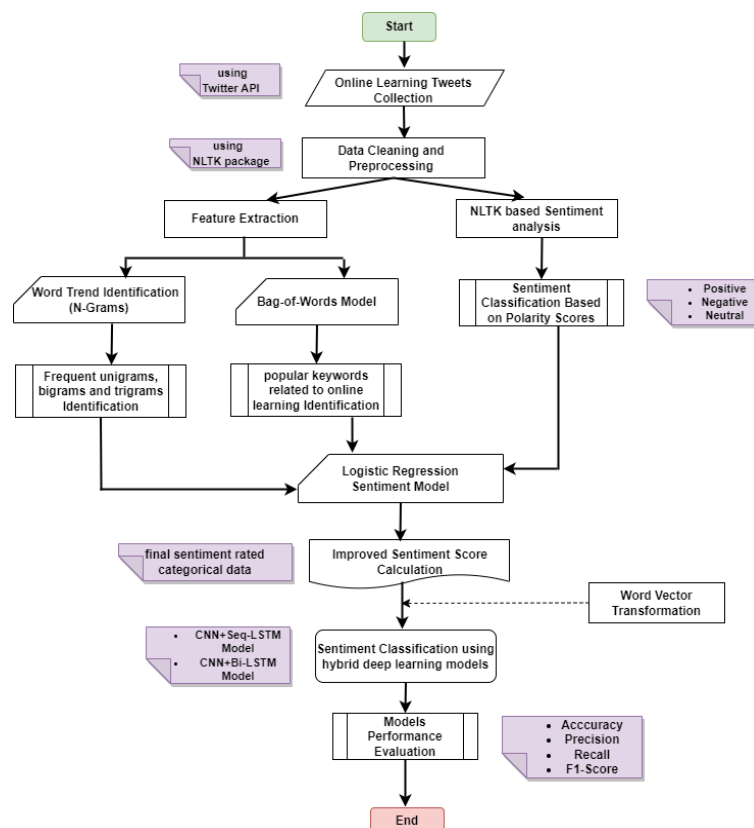 Start
using
Twitter API
Online Learning Tweets
Collection
using
NLTK package
Data Cleaning and
Preprocessing
Feature Extraction
NLTK based Sentiment
analysis
Word Trend Identification
(N-Grams)
Bag-of-Words Model
Sentiment
Classification Based
on Polarity Scores
• Positive
• Negative
• Neutral
Frequent unigrams,
bigrams and trigrams
Identification
popular keywords
related to online
learning Identification
Logistic Regression
Sentiment Model
final sentiment rated
categorical data
Improved Sentiment Score
Calculation
Word Vector
Transformation
• CNN+Seq-LSTM
Model
• CNN+Bi-LSTM
Model
Sentiment Classification using
hybrid deep learning models
Models
Performance
Evaluation
• Acccuracy
• Precision
• Recall
• F1-Score
End